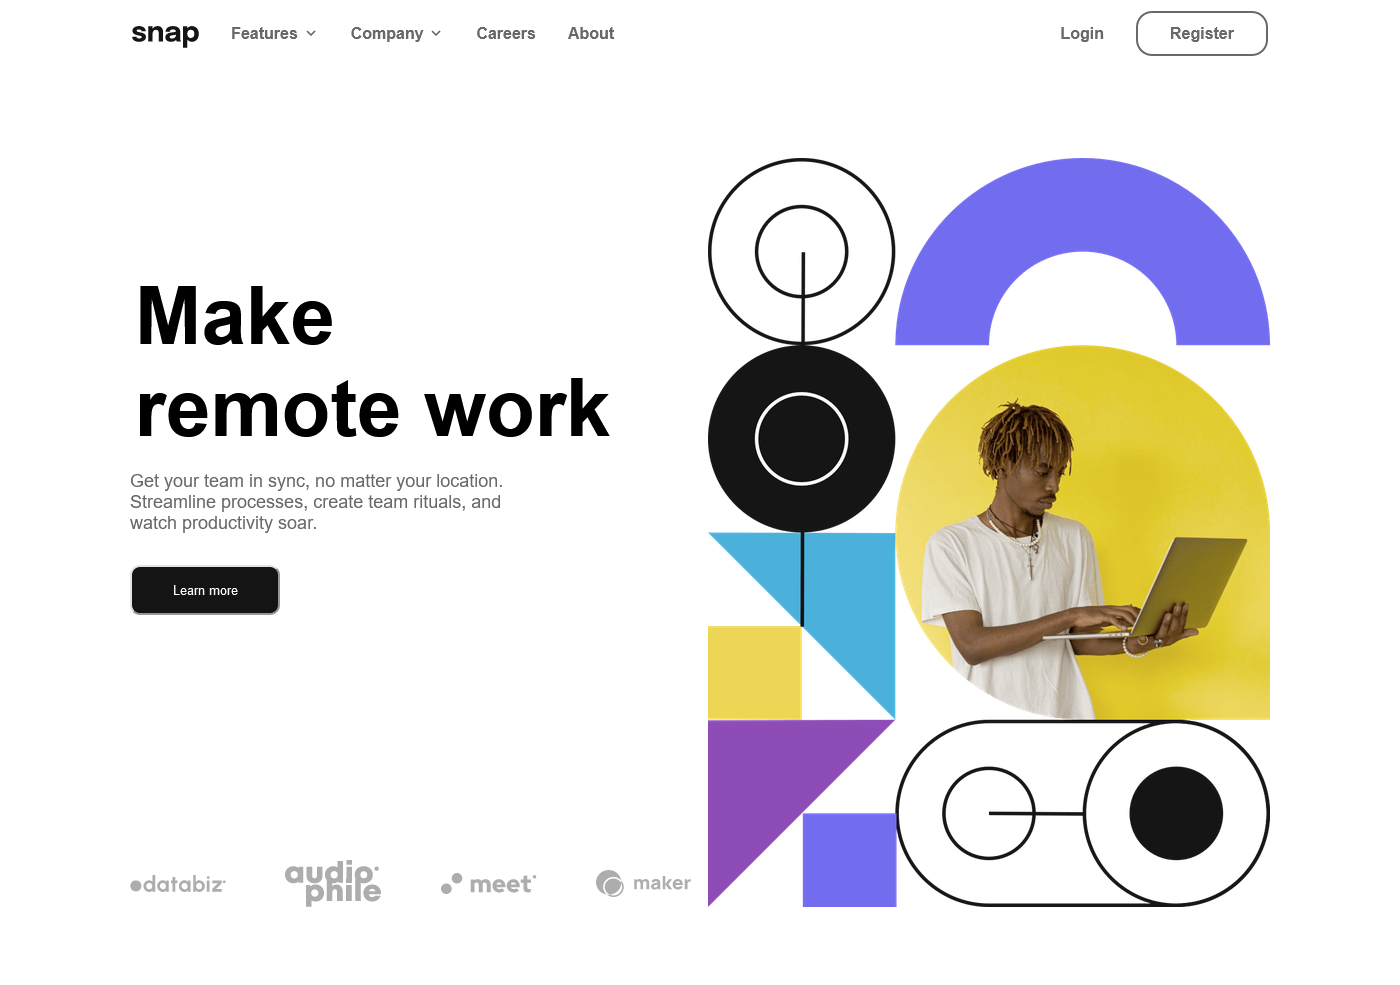 snap Features Company Careers About Login Register
Make
remote work
Get your team in sync, no matter your location.
Streamline processes, create team rituals, and
watch productivity soar.
Learn more
databiz audiophile meet maker